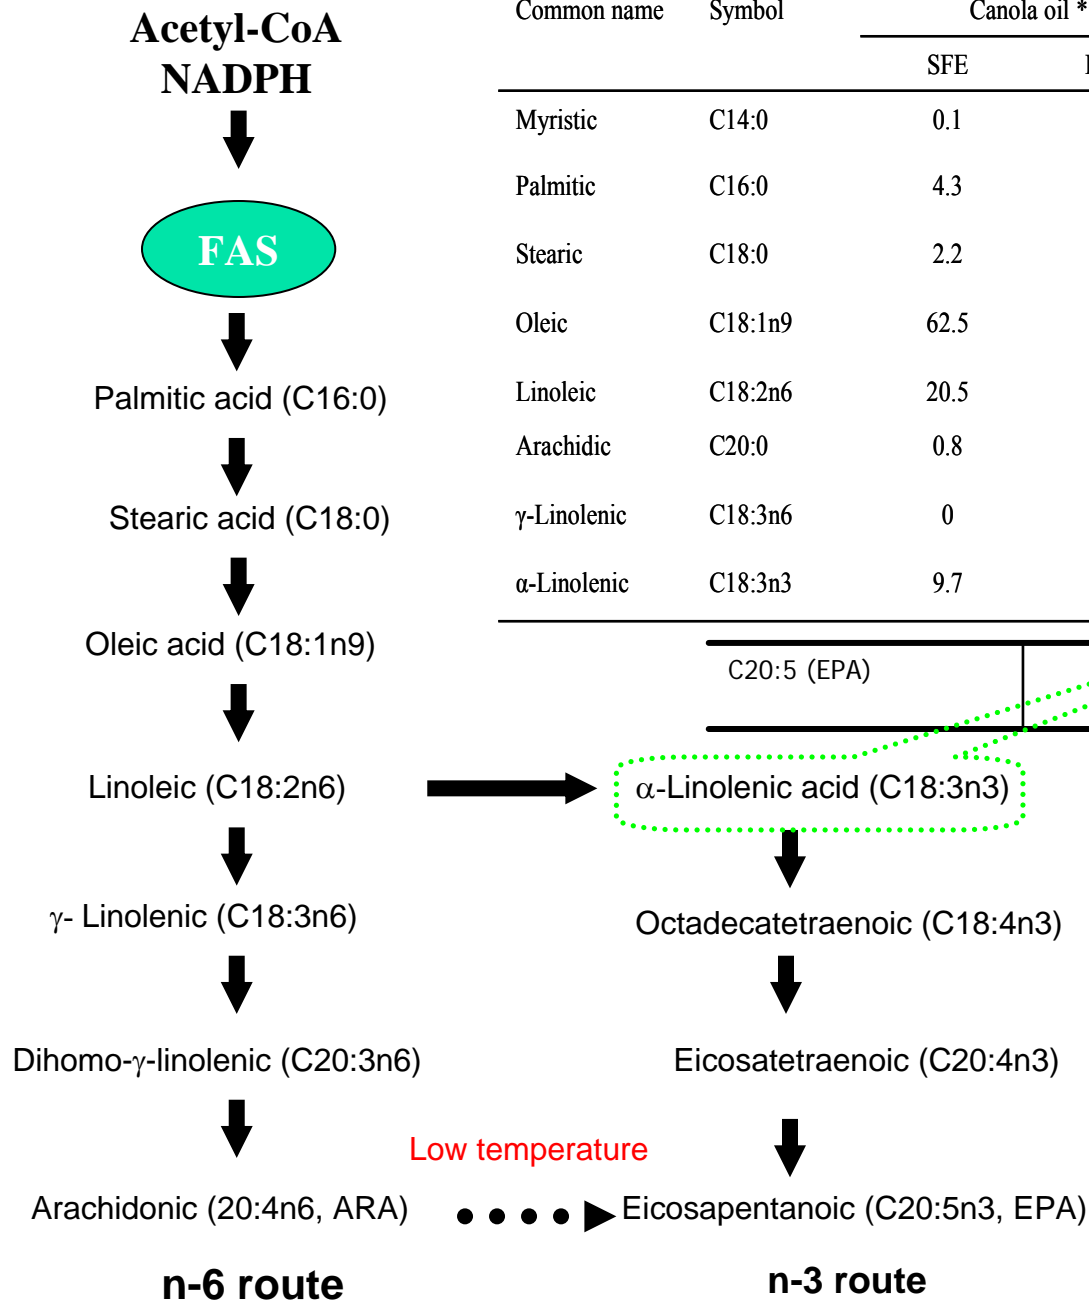 Acetyl-CoA
NADPH
FAS
Palmitic acid (C16:0)
Stearic acid (C18:0)
Oleic acid (C18:1n9)
Linoleic (C18:2n6)
γ- Linolenic (C18:3n6)
Dihomo-γ-linolenic (C20:3n6)
Arachidonic (20:4n6, ARA)
n-6 route
Common name Symbol Canola oil *
SFE
Myristic C14:0 0.1
Palmitic C16:0 4.3
Stearic C18:0 2.2
Oleic C18:1n9 62.5
Linoleic C18:2n6 20.5
Arachidic C20:0 0.8
γ-Linolenic C18:3n6 0
α-Linolenic C18:3n3 9.7
C20:5 (EPA)
α-Linolenic acid (C18:3n3)
Octadecatetraenoic (C18:4n3)
Eicosatetraenoic (C20:4n3)
Low temperature
Eicosapentanoic (C20:5n3, EPA)
n-3 route